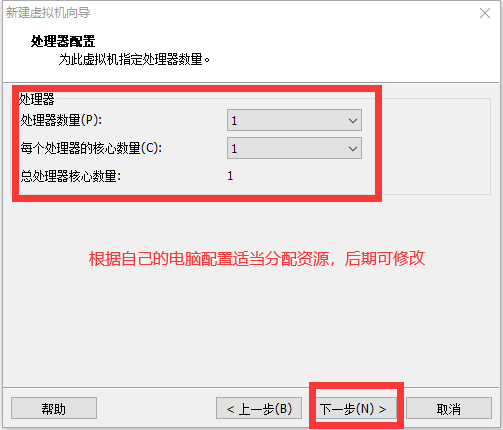 新建虚拟机向导
处理器配置
为此虚拟机指定处理器数量。
处理器
处理器数量(P): 1
每个处理器的核心数量(C): 1
总处理器核心数量: 1
根据自己的电脑配置适当分配资源，后期可修改
帮助 < 上一步(B) 下一步(N) > 取消